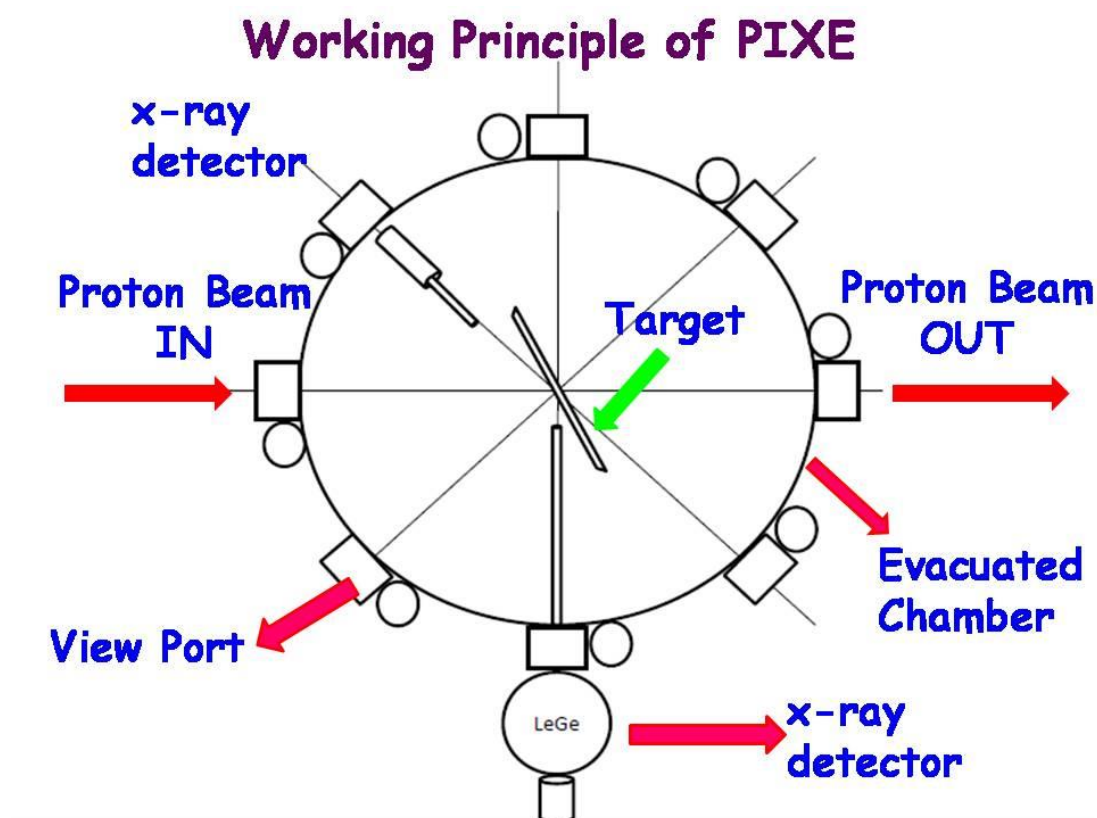 Working Principle of PIXE
x-ray
detector
Proton Beam
IN
Target
Proton Beam
OUT
Evacuated
Chamber
View Port
LeGe
x-ray
detector